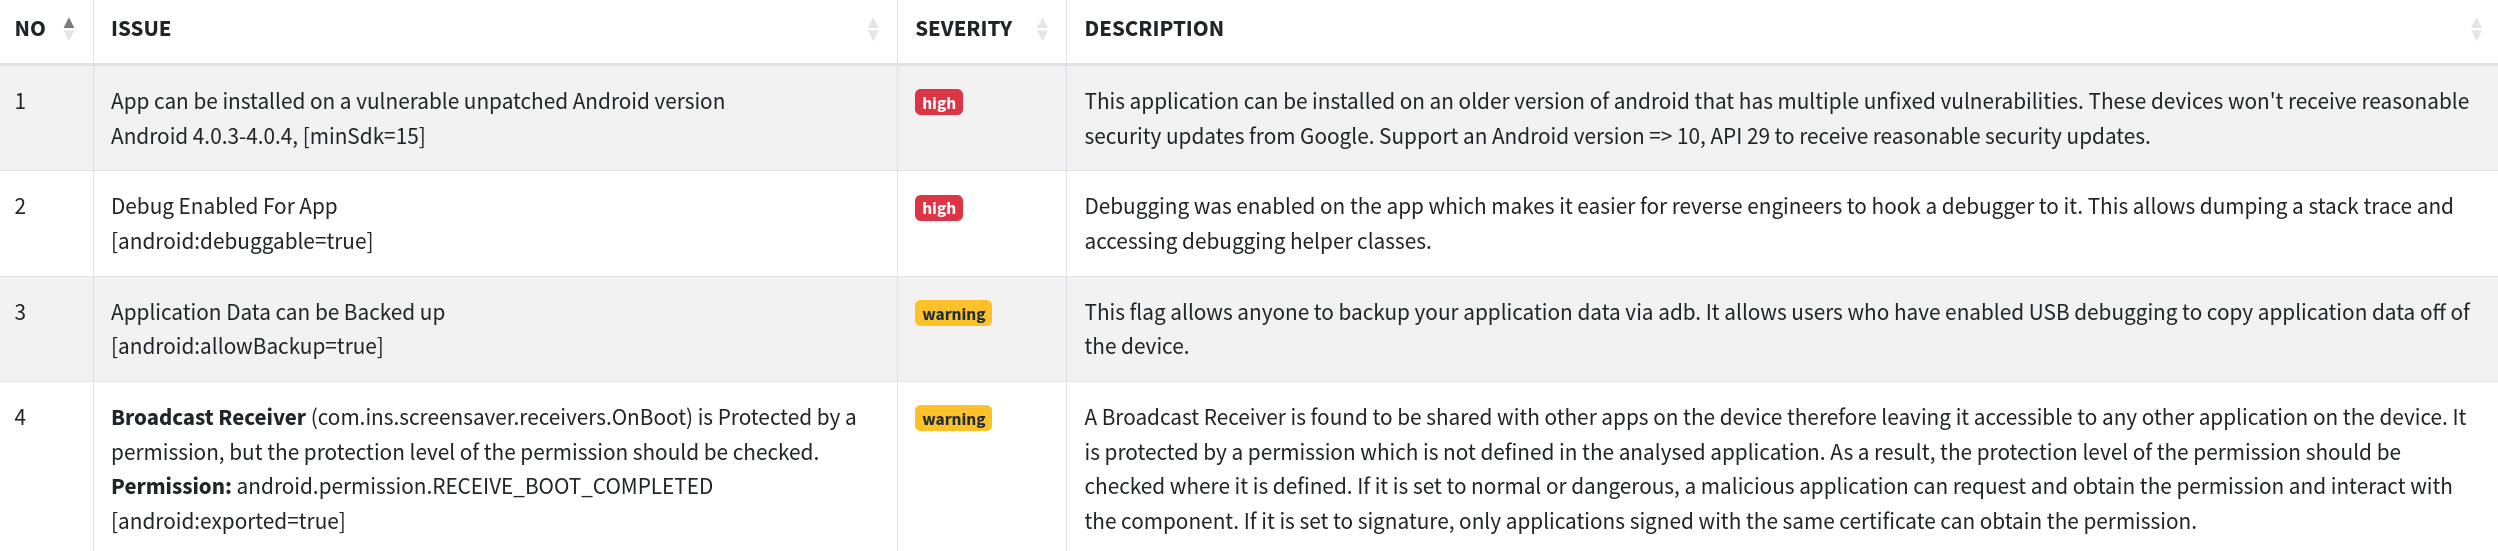 NO ISSUE SEVERITY DESCRIPTION
1 App can be installed on a vulnerable unpatched Android version high This application can be installed on an older version of android that has multiple unfixed vulnerabilities. These devices won't receive reasonable
Android 4.0.3-4.0.4, [minSdk=15] security updates from Google. Support an Android version => 10, API 29 to receive reasonable security updates.
2 Debug Enabled For App high Debugging was enabled on the app which makes it easier for reverse engineers to hook a debugger to it. This allows dumping a stack trace and
[android:debuggable=true] accessing debugging helper classes.
3 Application Data can be Backed up warning This flag allows anyone to backup your application data via adb. It allows users who have enabled USB debugging to copy application data off of
[android:allowBackup=true] the device.
4 Broadcast Receiver (com.ins.screensaver.receivers.OnBoot) is Protected by a warning A Broadcast Receiver is found to be shared with other apps on the device therefore leaving it accessible to any other application on the device. It
permission, but the protection level of the permission should be checked. is protected by a permission which is not defined in the analysed application. As a result, the protection level of the permission should be
Permission: android.permission.RECEIVE_BOOT_COMPLETED checked where it is defined. If it is set to normal or dangerous, a malicious application can request and obtain the permission and interact with
[android:exported=true] the component. If it is set to signature, only applications signed with the same certificate can obtain the permission.